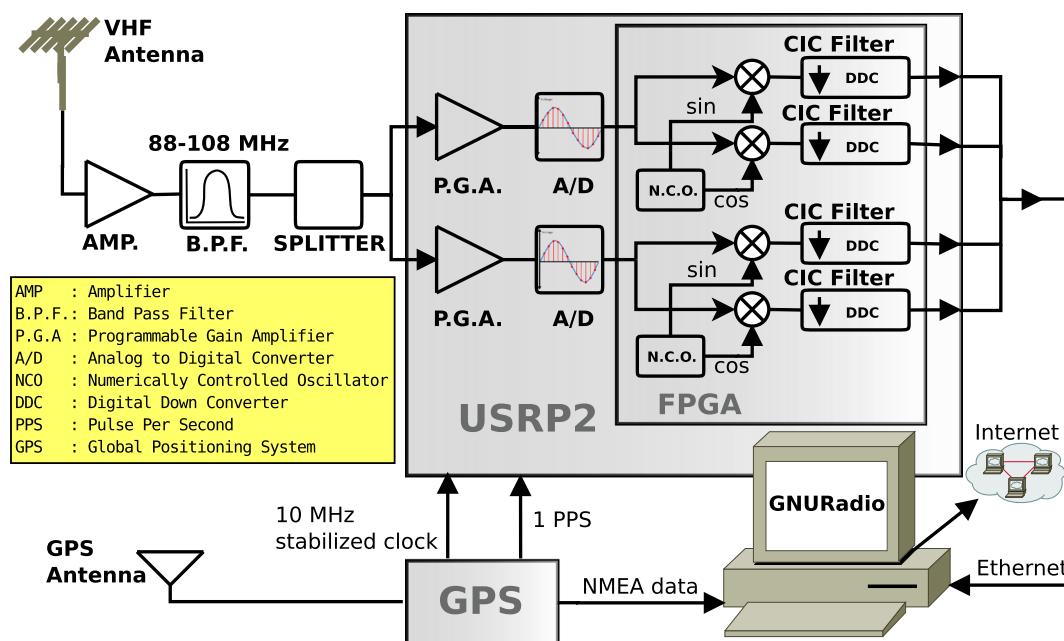 VHF
Antenna
88-108 MHz
AMP.
B.P.F.
SPLITTER
P.G.A.
A/D
P.G.A.
A/D
sin
N.C.O.
cos
sin
N.C.O.
cos
CIC Filter
DDC
CIC Filter
DDC
CIC Filter
DDC
CIC Filter
DDC
FPGA
USRP2
AMP : Amplifier
B.P.F.: Band Pass Filter
P.G.A : Programmable Gain Amplifier
A/D : Analog to Digital Converter
NCO : Numerically Controlled Oscillator
DDC : Digital Down Converter
PPS : Pulse Per Second
GPS : Global Positioning System
10 MHz
stabilized clock
1 PPS
GPS
Antenna
GPS
NMEA data
GNURadio
Internet
Ethernet